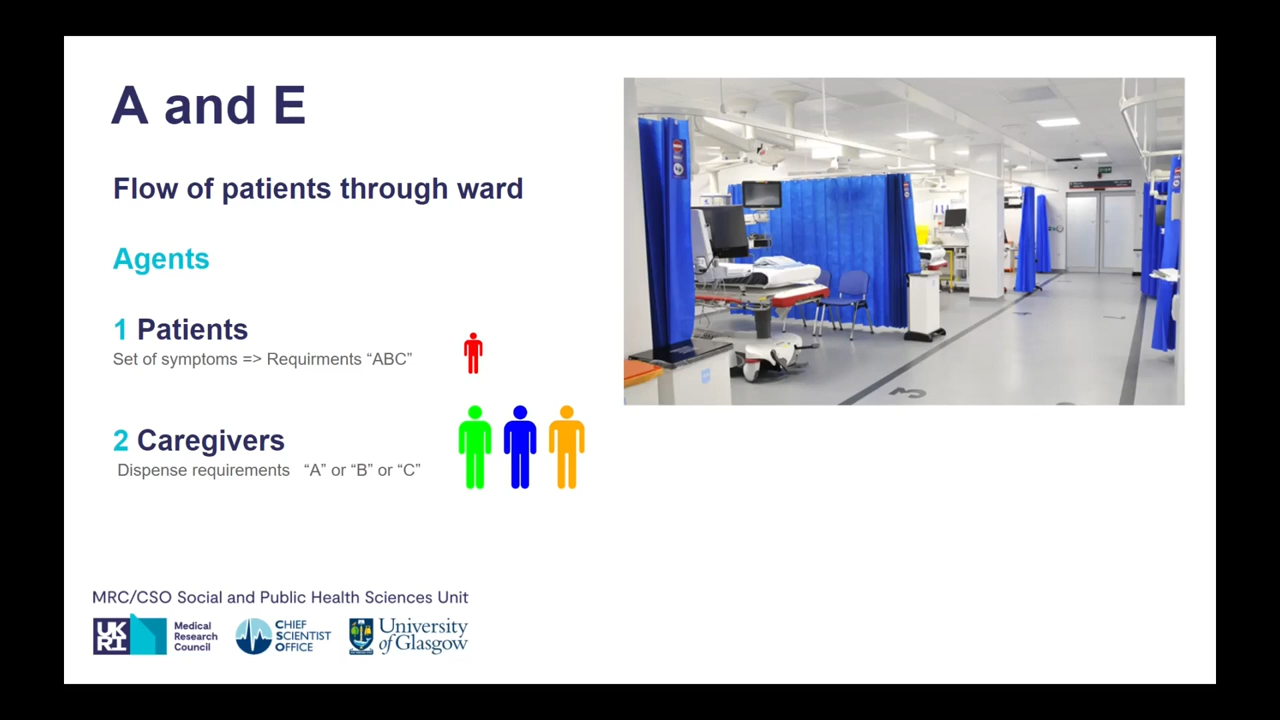 A and E
Flow of patients through ward
Agents
1 Patients
Set of symptoms => Requirments “ABC”
2 Caregivers
Dispense requirements “A” or “B” or “C”
3
MRC/CSO Social and Public Health Sciences Unit
UKRI
Medical
Research
Council
CHIEF
SCIENTIST
OFFICE
University
of Glasgow